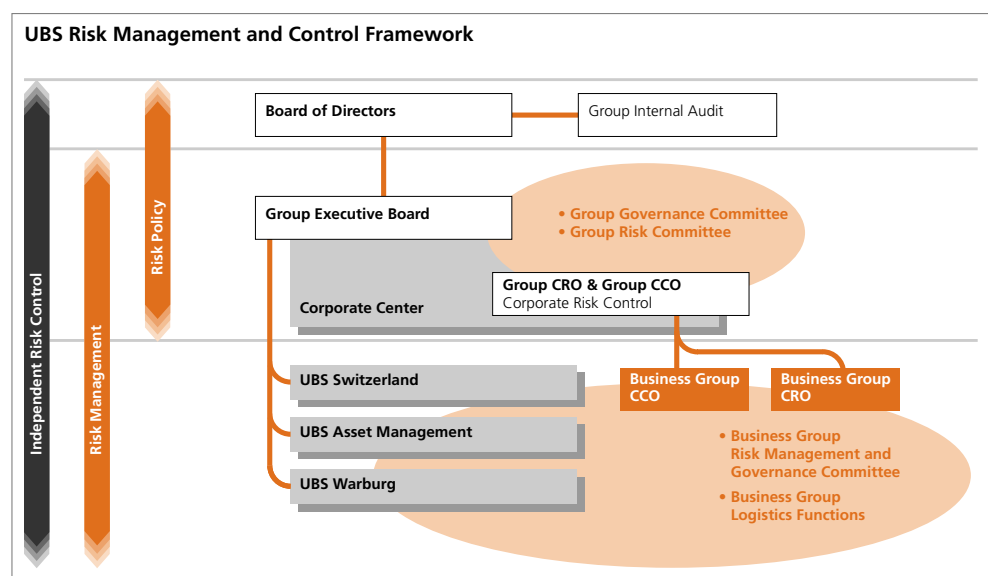 UBS Risk Management and Control Framework
Independent Risk Control
Risk Management
Risk Policy
Board of Directors
Group Internal Audit
Group Executive Board
• Group Governance Committee
• Group Risk Committee
Group CRO & Group CCO
Corporate Risk Control
Corporate Center
UBS Switzerland
Business Group
CCO
Business Group
CRO
UBS Asset Management
• Business Group
Risk Management and
Governance Committee
UBS Warburg
• Business Group
Logistics Functions